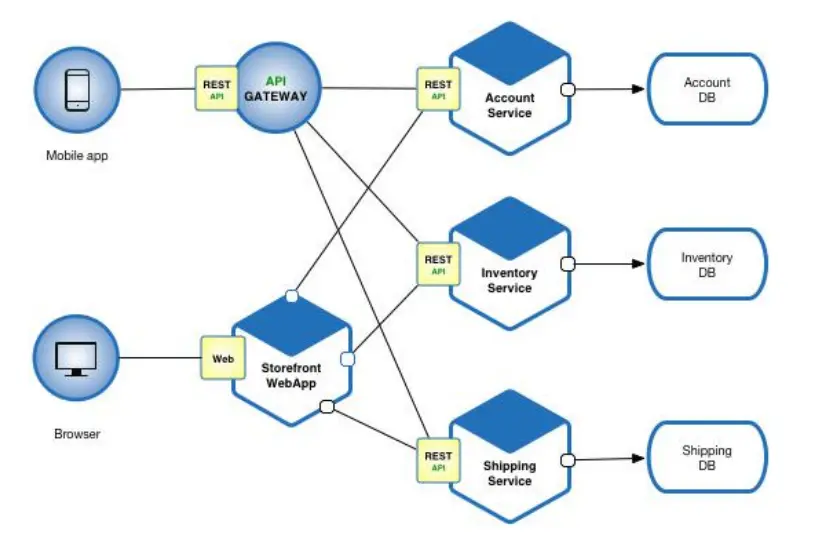 REST
API
API
GATEWAY
REST
API
Account
Service
Account
DB
Mobile app
REST
API
Inventory
Service
Inventory
DB
Web
Storefront
WebApp
Browser
REST
API
Shipping
Service
Shipping
DB